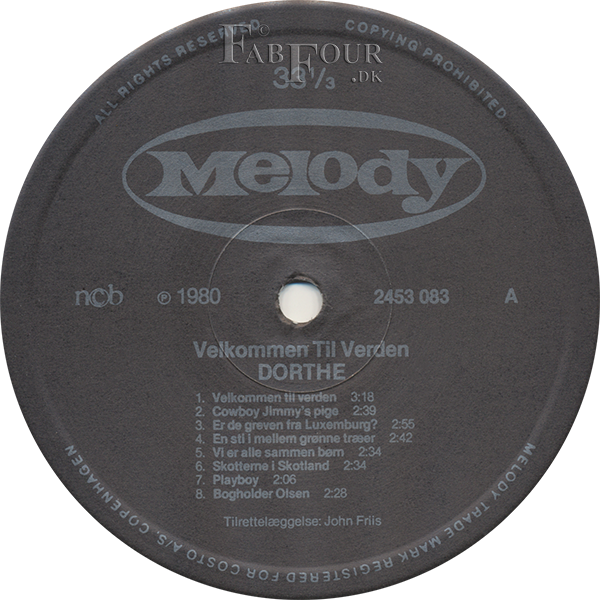 ©
FabFour
.DK
ALL RIGHTS RESERVED
COPYING PROHIBITED
33 1/3
Melody
ncb ℗ 1980 2453 083 A
Velkommen Til Verden
DORTHE
1. Velkommen til verden 3:18
2. Cowboy Jimmy's pige 2:39
3. Er de greven fra Luxemburg? 2:55
4. En sti i mellem grønne træer 2:42
5. Vi er alle sammen børn 2:34
6. Skotterne i Skotland 2:34
7. Playboy 2:06
8. Bogholder Olsen 2:28
Tilrettelæggelse: John Friis
MELODY, TRADE MARK REGISTERED FOR COSTO A/S. COPENHAGEN